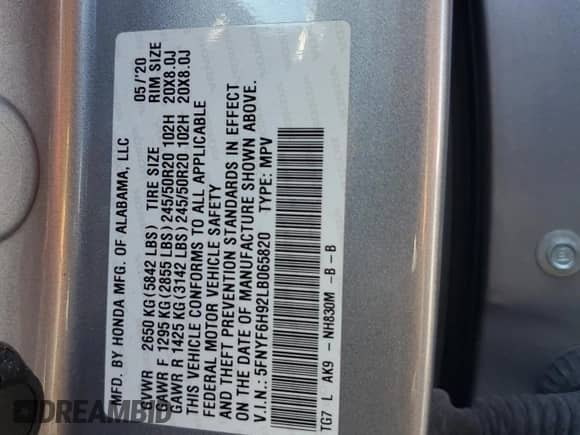 MFD. BY HONDA MFG. OF ALABAMA, LLC 05/'20
GVWR 2650 KG (5842 LBS) TIRE SIZE RIM SIZE
GAWR F 1295 KG (2855 LBS) 245/50R20 102H 20X8.0J
GAWR R 1425 KG (3142 LBS) 245/50R20 102H 20X8.0J
THIS VEHICLE CONFORMS TO ALL APPLICABLE
FEDERAL MOTOR VEHICLE SAFETY
AND THEFT PREVENTION STANDARDS IN EFFECT
ON THE DATE OF MANUFACTURE SHOWN ABOVE.
V.I.N.: 5FNYF6H92LB065820 TYPE: MPV
TG7 L AK9 - NH830M -B-B
DREAMBID